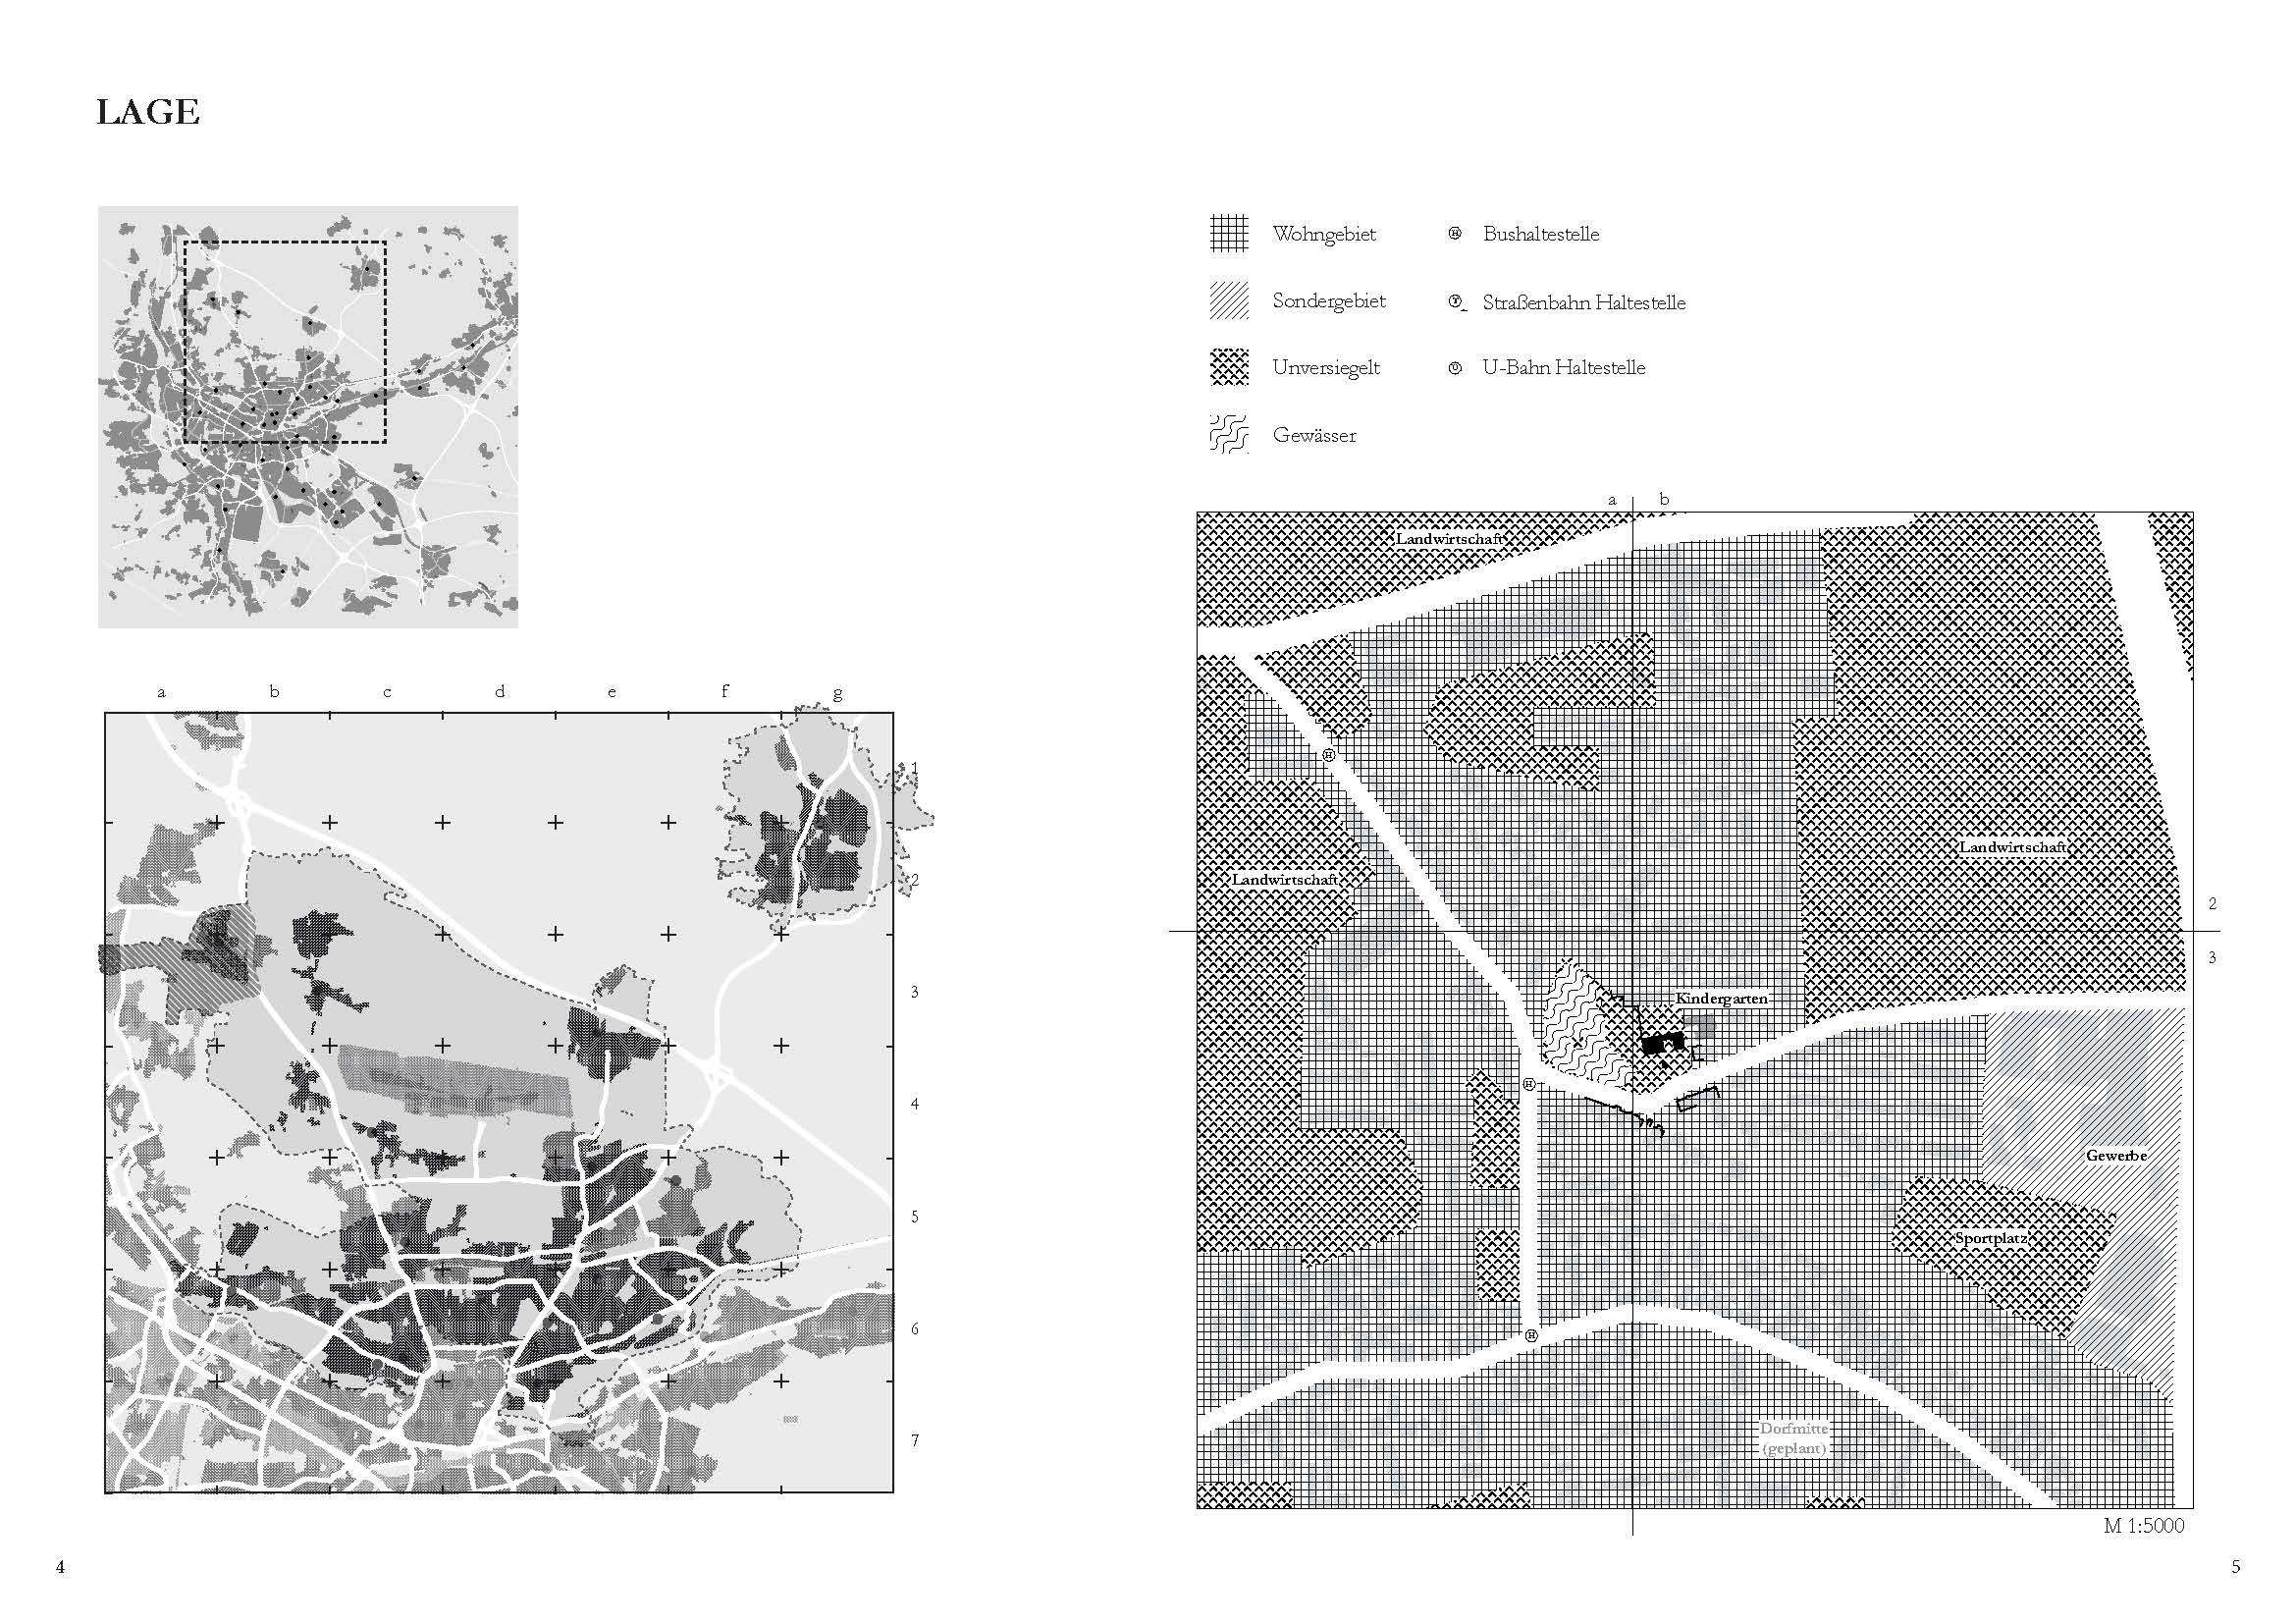 LAGE
Wohngebiet
Bushaltestelle
Sondergebiet
Straßenbahn Haltestelle
Unversiegelt
U-Bahn Haltestelle
Gewässer
a b
Landwirtschaft
Landwirtschaft
Landwirtschaft
2
3
Kindergarten
H
H
H
Gewerbe
Sportplatz
Dorfmitte
(geplant)
M 1:5000
a b c d e f g
1
2
3
4
5
6
7
4
5